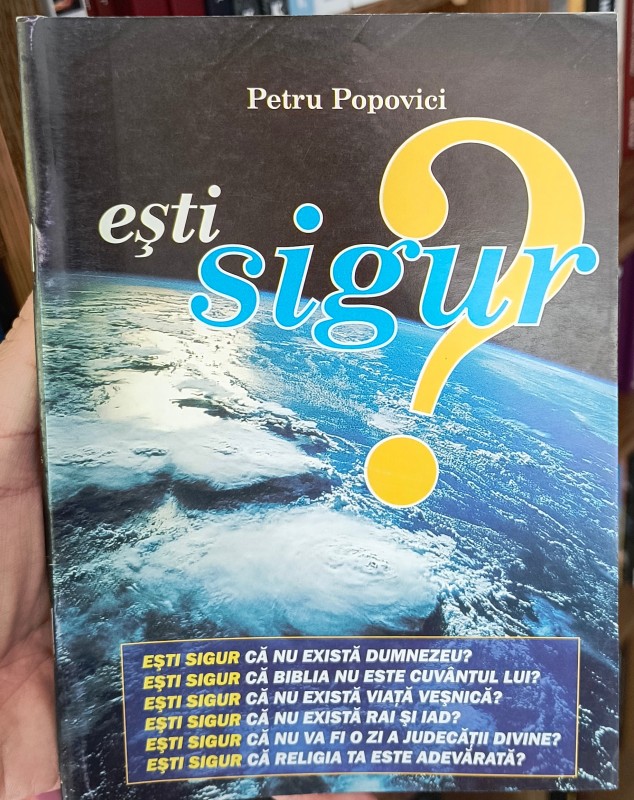 Petru Popovici
eşti
sigur?
EŞTI SIGUR CĂ NU EXISTĂ DUMNEZEU?
EŞTI SIGUR CĂ BIBLIA NU ESTE CUVÂNTUL LUI?
EŞTI SIGUR CĂ NU EXISTĂ VIAŢĂ VEŞNICĂ?
EŞTI SIGUR CĂ NU EXISTĂ RAI ŞI IAD?
EŞTI SIGUR CĂ NU VA FI O ZI A JUDECĂŢII DIVINE?
EŞTI SIGUR CĂ RELIGIA TA ESTE ADEVĂRATĂ?